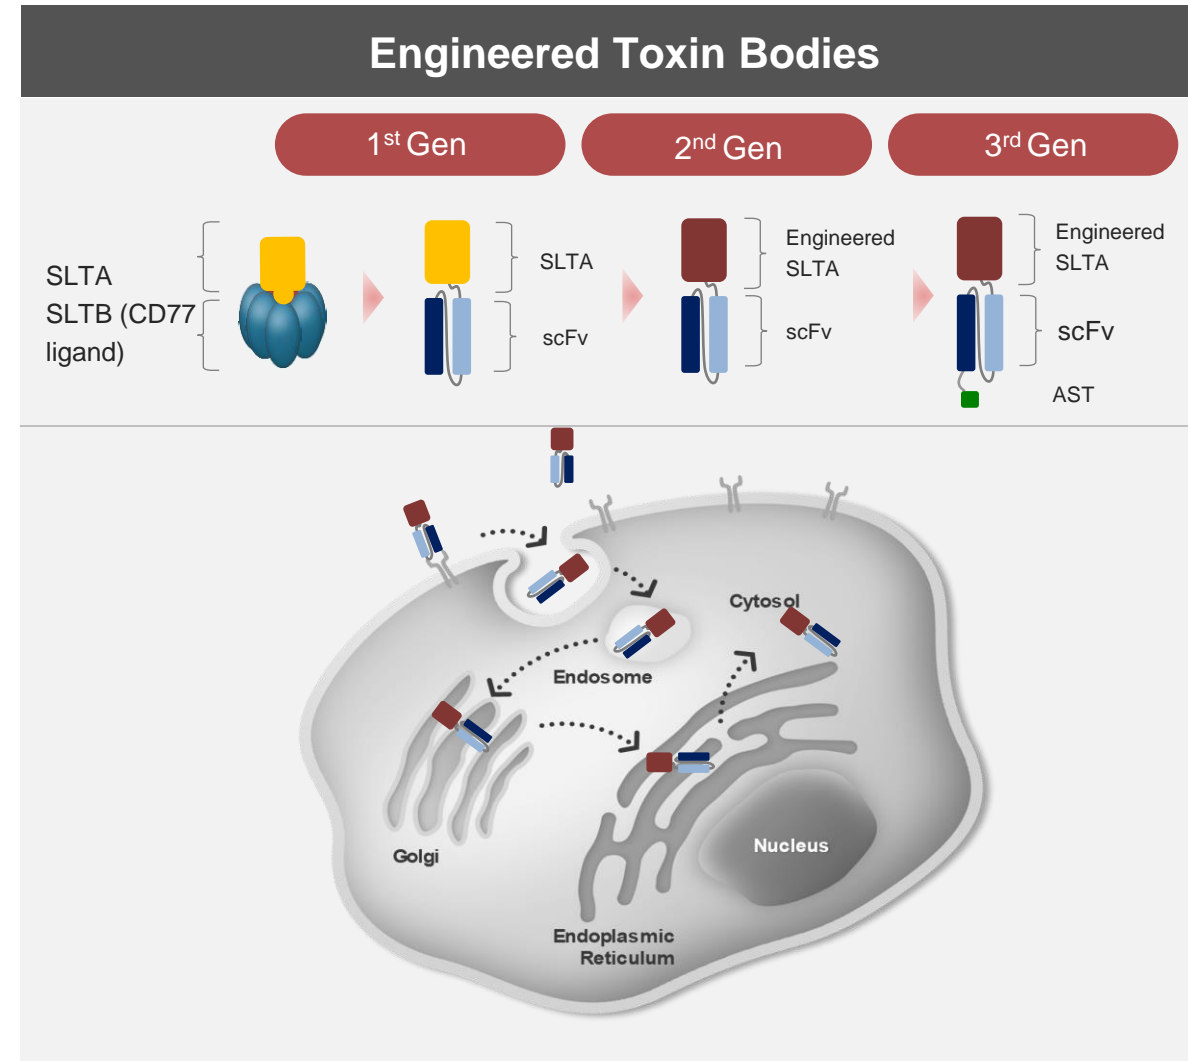 Engineered Toxin Bodies
1st Gen
2nd Gen
3rd Gen
SLTA
SLTB (CD77
ligand)
SLTA
scFv
Engineered
SLTA
scFv
Engineered
SLTA
scFv
AST
Cytosol
Endosome
Golgi
Nucleus
Endoplasmic
Reticulum